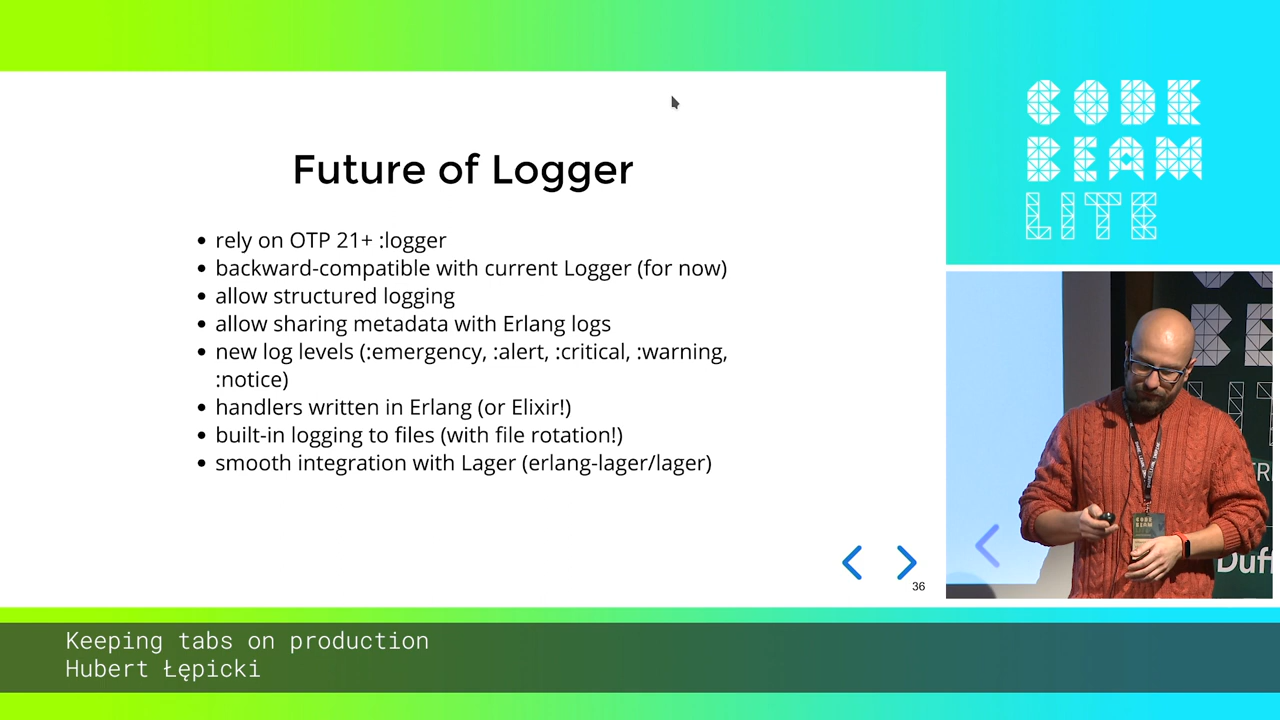 CODE
BEAM
LITE
Future of Logger
• rely on OTP 21+ :logger
• backward-compatible with current Logger (for now)
• allow structured logging
• allow sharing metadata with Erlang logs
• new log levels (:emergency, :alert, :critical, :warning,
:notice)
• handlers written in Erlang (or Elixir!)
• built-in logging to files (with file rotation!)
• smooth integration with Lager (erlang-lager/lager)
36
CODE
BEAM
Duff
Keeping tabs on production
Hubert Łępicki